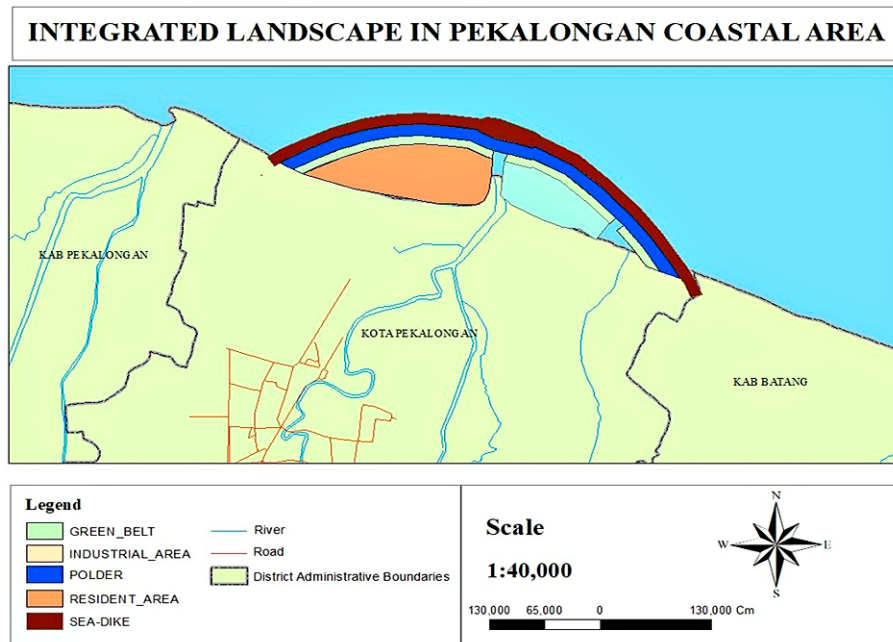 INTEGRATED LANDSCAPE IN PEKALONGAN COASTAL AREA
KAB PEKALONGAN
KOTA PEKALONGAN
KAB BATANG
Legend
GREEN_BELT
INDUSTRIAL_AREA
POLDER
RESIDENT_AREA
SEA-DIKE
River
Road
District Administrative Boundaries
Scale
1:40,000
130,000 65,000 0 130,000 Cm
N
W E
S